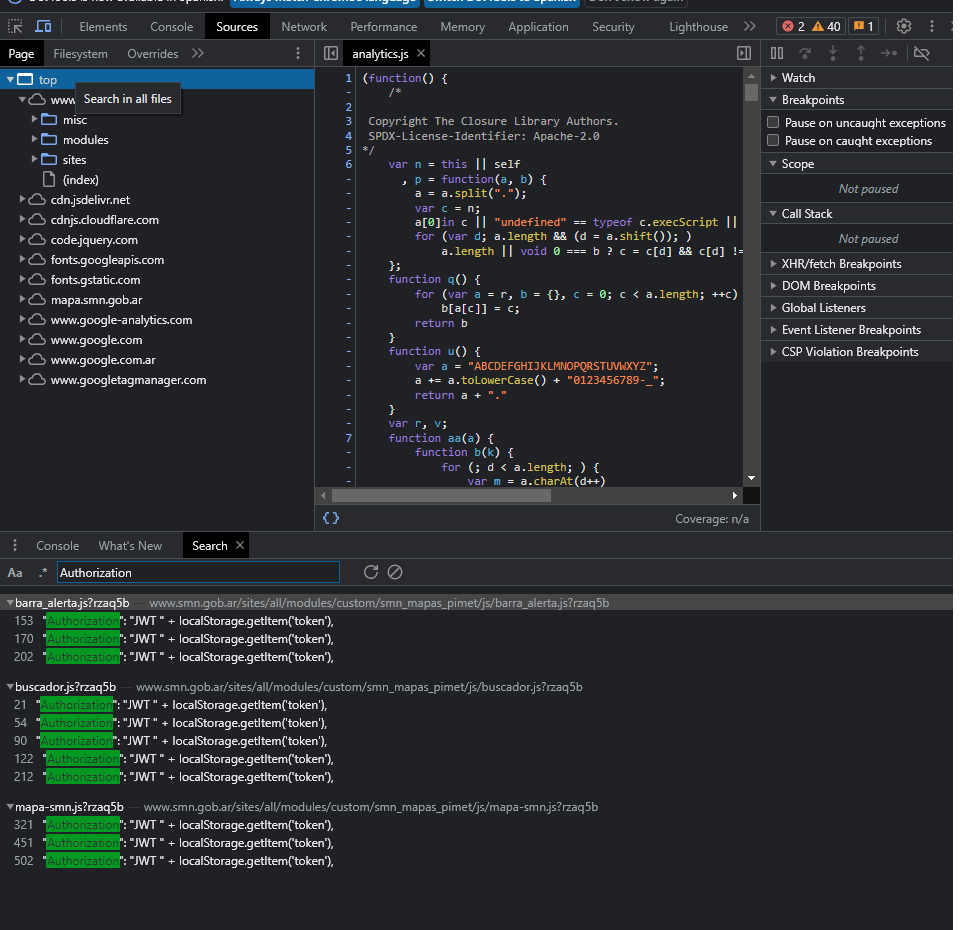 Always match Chrome's language
Switch DevTools to Spanish
Don't show again
Elements Console Sources Network Performance Memory Application Security Lighthouse 2 40 1
Page Filesystem Overrides
top
www.
Search in all files
misc
modules
sites
(index)
cdn.jsdelivr.net
cdnjs.cloudflare.com
code.jquery.com
fonts.googleapis.com
fonts.gstatic.com
mapa.smn.gob.ar
www.google-analytics.com
www.google.com
www.google.com.ar
www.googletagmanager.com
analytics.js
1 (function() {
- /*
2
3 Copyright The Closure Library Authors.
4 SPDX-License-Identifier: Apache-2.0
5 */
6 var n = this || self
- , p = function(a, b) {
- a = a.split(".");
- var c = n;
- a[0]in c || "undefined" == typeof c.execScript ||
- for (var d; a.length && (d = a.shift()); )
- a.length || void 0 === b ? c = c[d] && c[d] !=
- };
- function q() {
- for (var a = r, b = {}, c = 0; c < a.length; ++c)
- b[a[c]] = c;
- return b
- }
- function u() {
- var a = "ABCDEFGHIJKLMNOPQRSTUVWXYZ";
- a += a.toLowerCase() + "0123456789-_";
- return a + "."
- }
- var r, v;
7 function aa(a) {
- function b(k) {
- for (; d < a.length; ) {
- var m = a.charAt(d++)
{} Coverage: n/a
Watch
Breakpoints
Pause on uncaught exceptions
Pause on caught exceptions
Scope
Not paused
Call Stack
Not paused
XHR/fetch Breakpoints
DOM Breakpoints
Global Listeners
Event Listener Breakpoints
CSP Violation Breakpoints
Console What's New Search
Aa .* Authorization
barra_alerta.js?rzaq5b — www.smn.gob.ar/sites/all/modules/custom/smn_mapas_pimet/js/barra_alerta.js?rzaq5b
153 "Authorization": "JWT " + localStorage.getItem('token'),
170 "Authorization": "JWT " + localStorage.getItem('token'),
202 "Authorization": "JWT " + localStorage.getItem('token'),
buscador.js?rzaq5b — www.smn.gob.ar/sites/all/modules/custom/smn_mapas_pimet/js/buscador.js?rzaq5b
21 "Authorization": "JWT " + localStorage.getItem('token'),
54 "Authorization": "JWT " + localStorage.getItem('token'),
90 "Authorization": "JWT " + localStorage.getItem('token'),
122 "Authorization": "JWT " + localStorage.getItem('token'),
212 "Authorization": "JWT " + localStorage.getItem('token'),
mapa-smn.js?rzaq5b — www.smn.gob.ar/sites/all/modules/custom/smn_mapas_pimet/js/mapa-smn.js?rzaq5b
321 "Authorization": "JWT " + localStorage.getItem('token'),
451 "Authorization": "JWT " + localStorage.getItem('token'),
502 "Authorization": "JWT " + localStorage.getItem('token'),